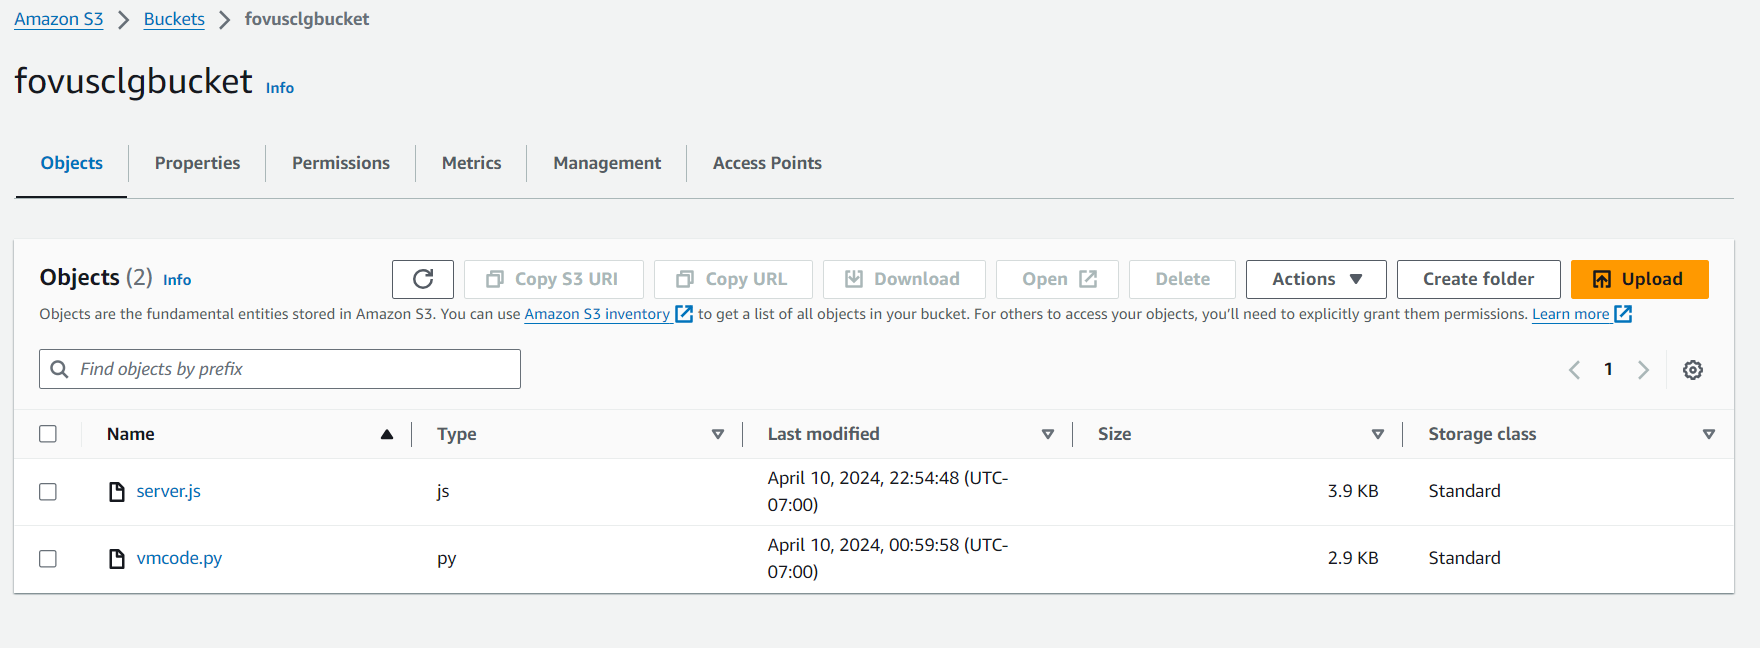 Amazon S3 > Buckets > fovusclgbucket
fovusclgbucket Info
Objects Properties Permissions Metrics Management Access Points
Objects (2) Info Copy S3 URI Copy URL Download Open Delete Actions Create folder Upload
Objects are the fundamental entities stored in Amazon S3. You can use Amazon S3 inventory to get a list of all objects in your bucket. For others to access your objects, you’ll need to explicitly grant them permissions. Learn more
Find objects by prefix 1
Name Type Last modified Size Storage class
server.js js April 10, 2024, 22:54:48 (UTC-
07:00) 3.9 KB Standard
vmcode.py py April 10, 2024, 00:59:58 (UTC-
07:00) 2.9 KB Standard